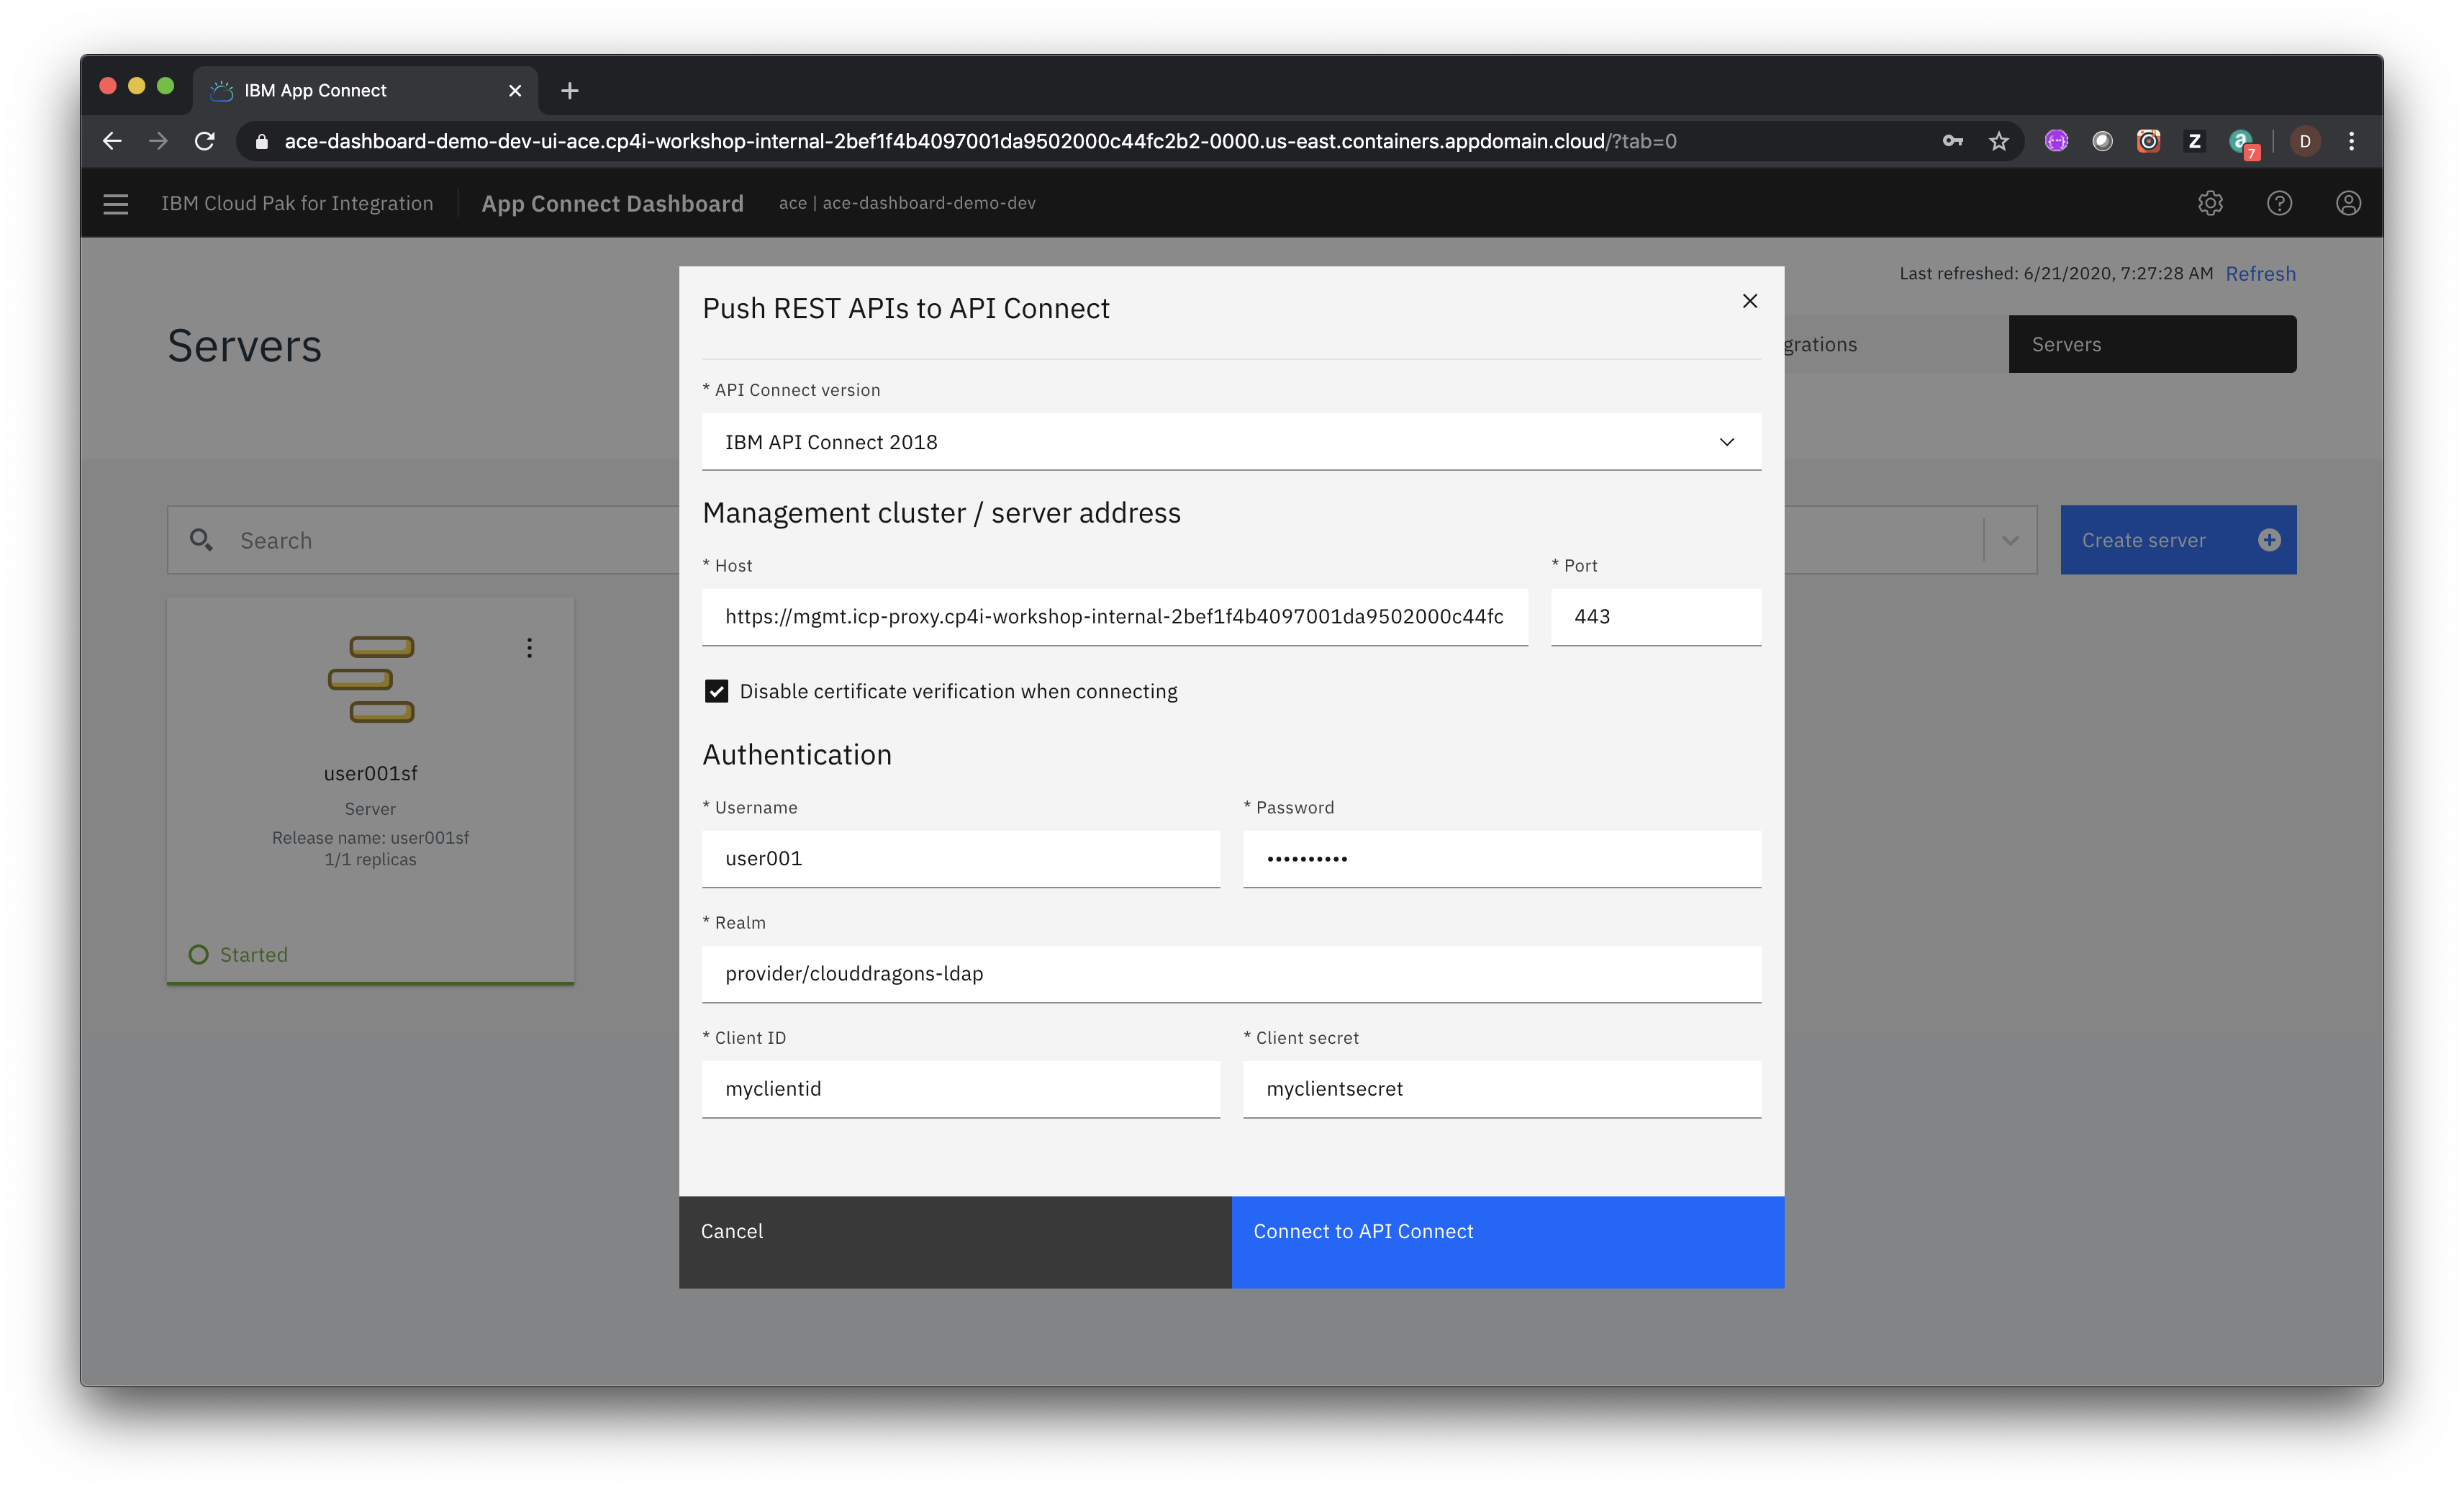 IBM App Connect
ace-dashboard-demo-dev-ui-ace.cp4i-workshop-internal-2bef1f4b4097001da9502000c44fc2b2-0000.us-east.containers.appdomain.cloud/?tab=0
Z
a
7
D
IBM Cloud Pak for Integration
App Connect Dashboard
ace | ace-dashboard-demo-dev
Last refreshed: 6/21/2020, 7:27:28 AM Refresh
Servers
grations
Servers
Search
Create server
user001sf
Server
Release name: user001sf
1/1 replicas
Started
Push REST APIs to API Connect
* API Connect version
IBM API Connect 2018
Management cluster / server address
* Host
* Port
https://mgmt.icp-proxy.cp4i-workshop-internal-2bef1f4b4097001da9502000c44fc
443
Disable certificate verification when connecting
Authentication
* Username
* Password
user001
••••••••••
* Realm
provider/clouddragons-ldap
* Client ID
* Client secret
myclientid
myclientsecret
Cancel
Connect to API Connect